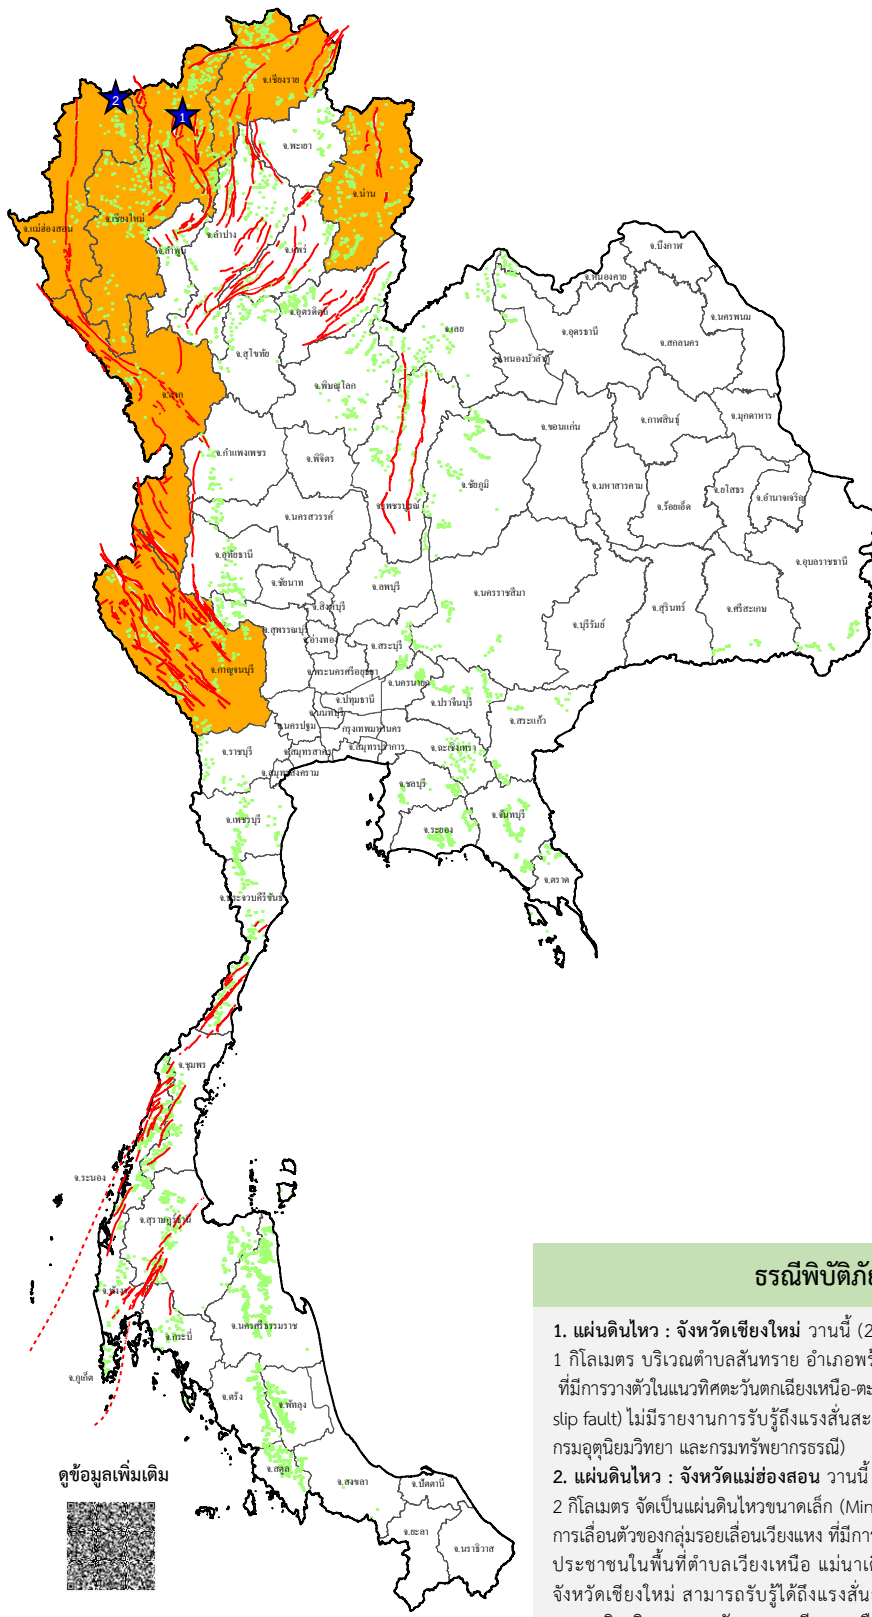 2
1
จ.เชียงราย
จ.พะเยา
จ.น่าน
จ.แม่ฮ่องสอน
จ.เชียงใหม่
จ.ลำปาง
จ.ลำพูน
จ.แพร่
จ.อุตรดิตถ์
จ.สุโขทัย
จ.ตาก
จ.พิษณุโลก
จ.เลย
จ.บึงกาฬ
จ.หนองคาย
จ.อุดรธานี
จ.นครพนม
จ.สกลนคร
จ.หนองบัวลำภู
จ.ขอนแก่น
จ.กาฬสินธุ์
จ.มุกดาหาร
จ.กำแพงเพชร
จ.พิจิตร
จ.เพชรบูรณ์
จ.ชัยภูมิ
จ.มหาสารคาม
จ.ร้อยเอ็ด
จ.ยโสธร
จ.อำนาจเจริญ
จ.นครสวรรค์
จ.อุทัยธานี
จ.ชัยนาท
จ.ลพบุรี
จ.นครราชสีมา
จ.บุรีรัมย์
จ.สุรินทร์
จ.ศรีสะเกษ
จ.อุบลราชธานี
จ.สิงห์บุรี
จ.สุพรรณบุรี
จ.อ่างทอง
จ.สระบุรี
จ.กาญจนบุรี
จ.พระนครศรีอยุธยา
จ.นครนายก
จ.ปทุมธานี
จ.ปราจีนบุรี
จ.นนทบุรี
จ.นครปฐม
กรุงเทพมหานคร
จ.สระแก้ว
จ.ราชบุรี
จ.สมุทรสาคร
จ.สมุทรปราการ
จ.ฉะเชิงเทรา
จ.สมุทรสงคราม
จ.ชลบุรี
จ.เพชรบุรี
จ.ระยอง
จ.จันทบุรี
จ.ตราด
จ.ประจวบคีรีขันธ์
จ.ชุมพร
จ.ระนอง
จ.สุราษฎร์ธานี
จ.พังงา
จ.กระบี่
จ.นครศรีธรรมราช
จ.ภูเก็ต
จ.ตรัง
จ.พัทลุง
จ.สตูล
จ.สงขลา
จ.ปัตตานี
จ.ยะลา
จ.นราธิวาส
ดูข้อมูลเพิ่มเติม
ธรณีพิบัติภัย
1. แผ่นดินไหว : จังหวัดเชียงใหม่ วานนี้ (2
1 กิโลเมตร บริเวณตำบลสันทราย อำเภอพร้
ที่มีการวางตัวในแนวทิศตะวันตกเฉียงเหนือ-ตะ
slip fault) ไม่มีรายงานการรับรู้ถึงแรงสั่นสะ
กรมอุตุนิยมวิทยา และกรมทรัพยากรธรณี)
2. แผ่นดินไหว : จังหวัดแม่ฮ่องสอน วานนี้
2 กิโลเมตร จัดเป็นแผ่นดินไหวขนาดเล็ก (Min
การเลื่อนตัวของกลุ่มรอยเลื่อนเวียงแหง ที่มีกา
ประชาชนในพื้นที่ตำบลเวียงเหนือ แม่นาเติ
จังหวัดเชียงใหม่ สามารถรับรู้ได้ถึงแรงสั่น